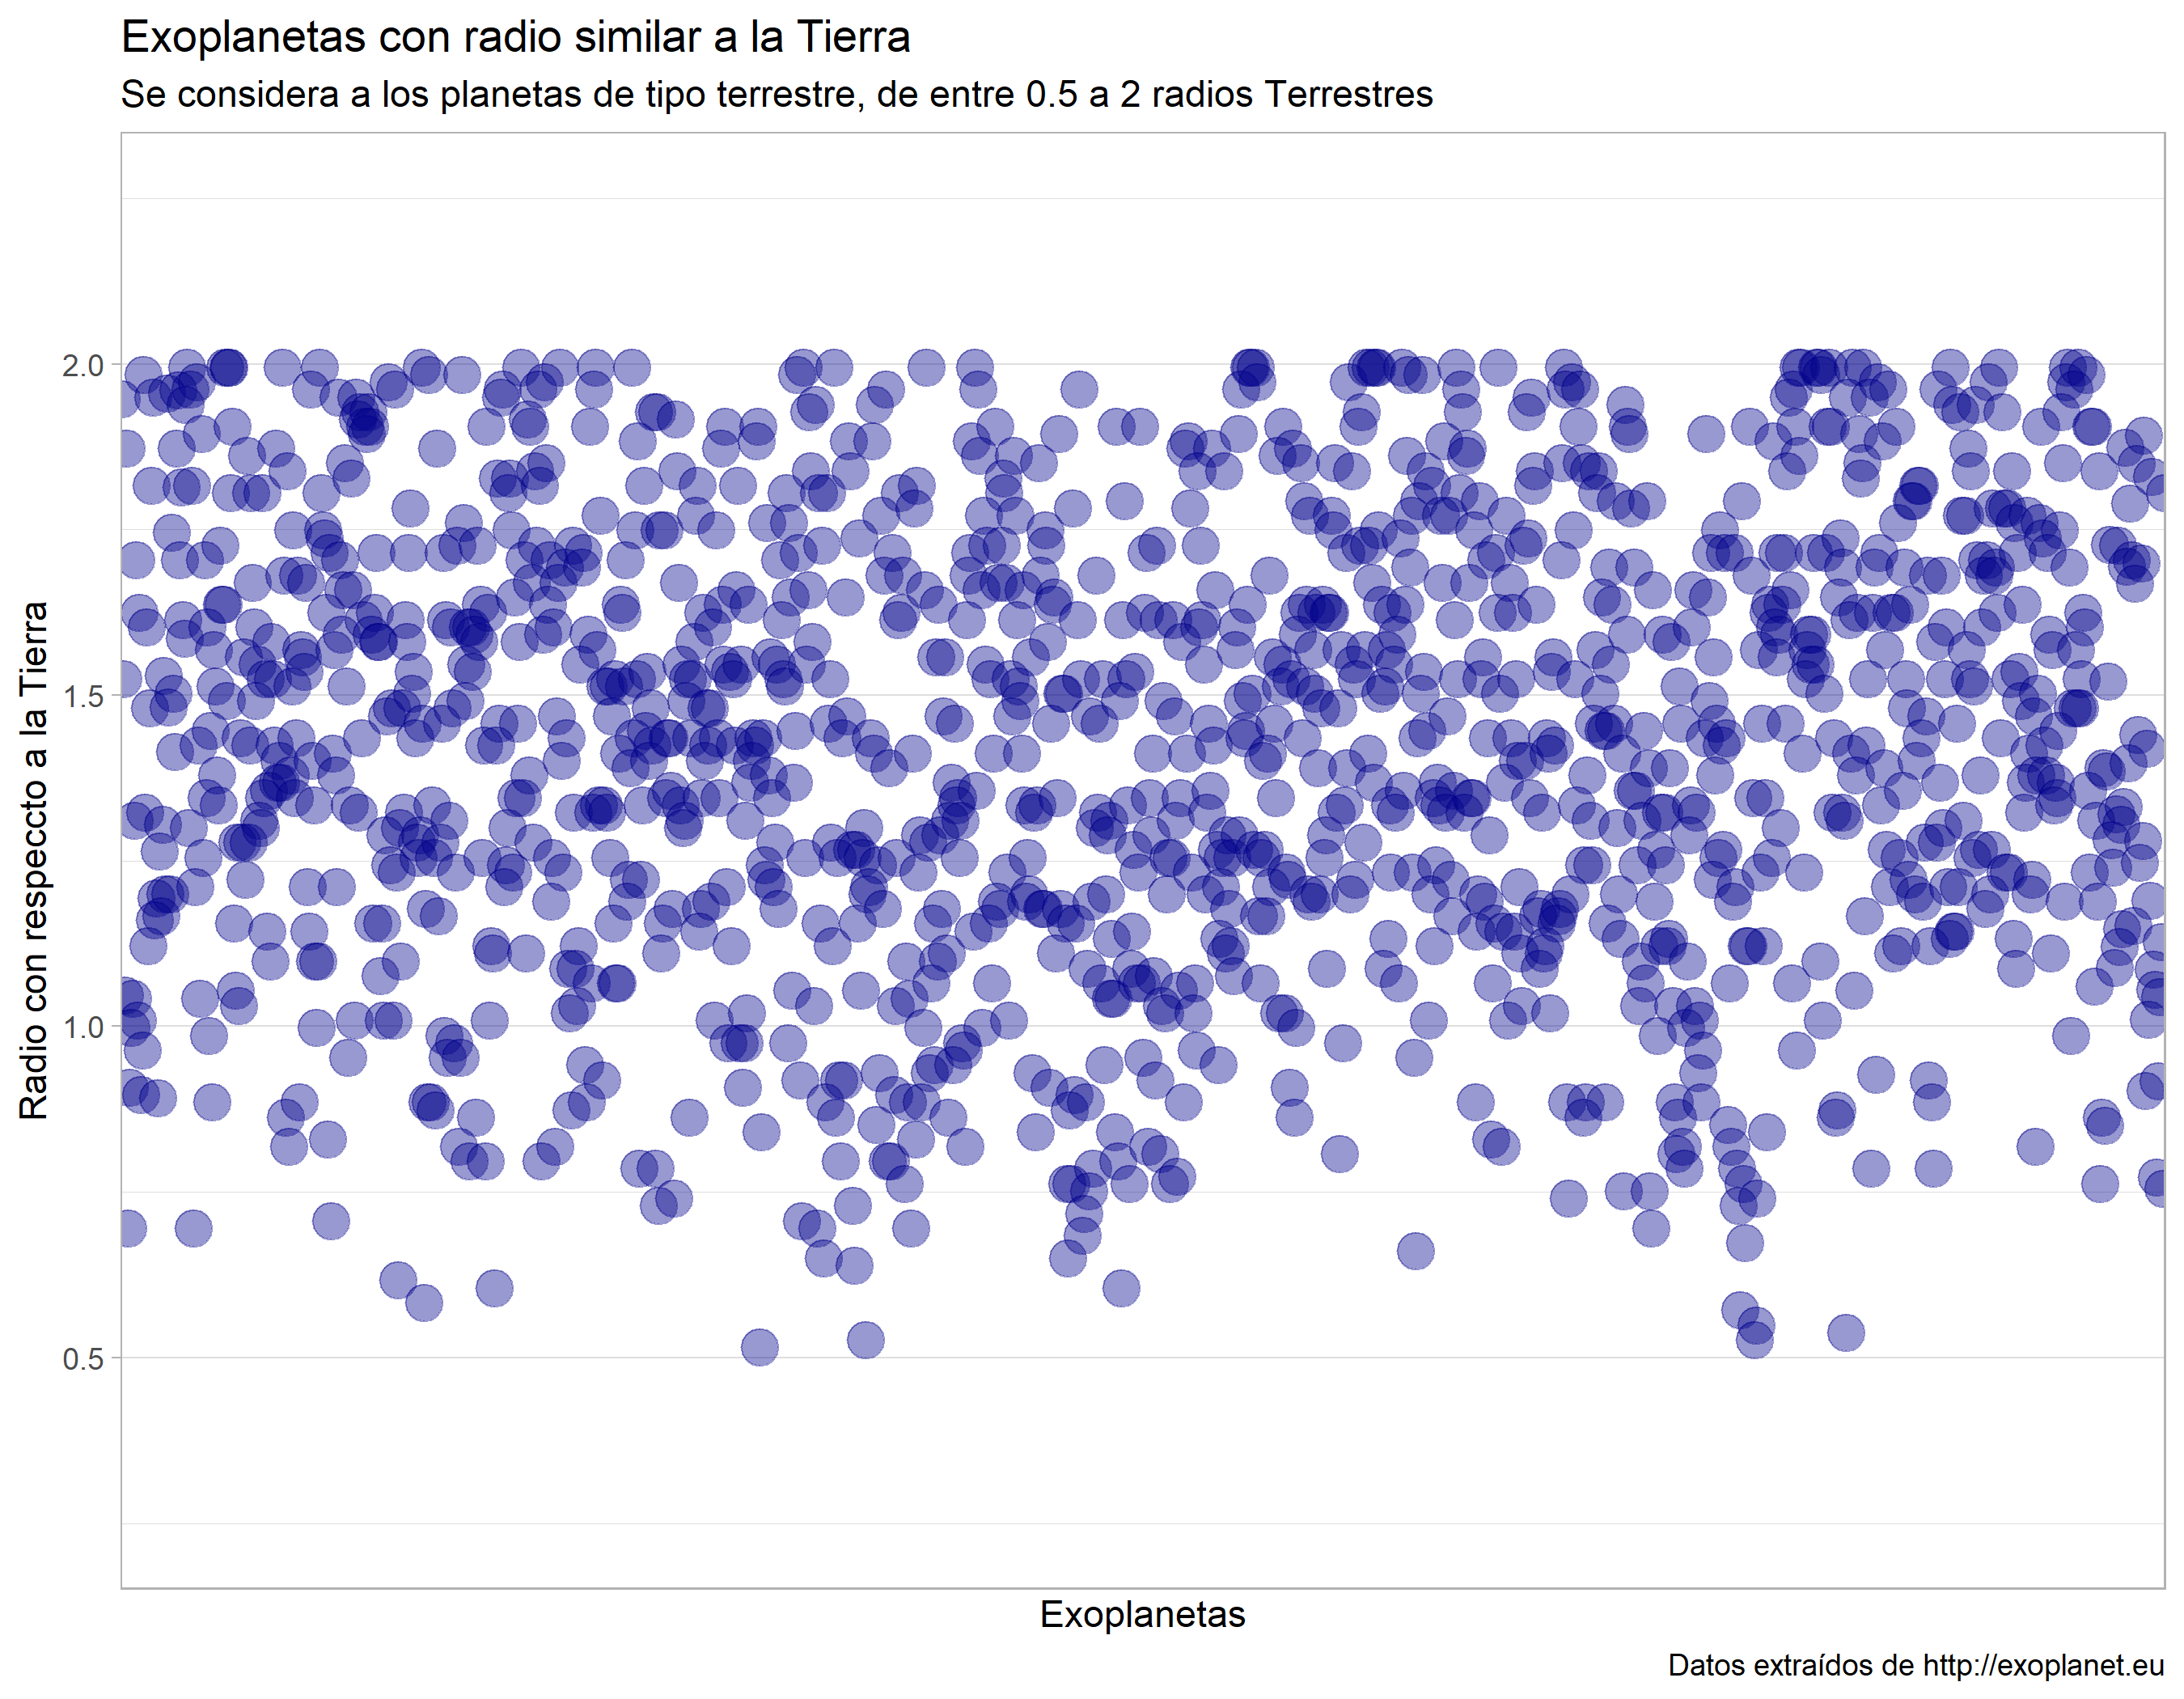 Exoplanetas con radio similar a la Tierra
Se considera a los planetas de tipo terrestre, de entre 0.5 a 2 radios Terrestres
Radio con respeccto a la Tierra
2.0
1.5
1.0
0.5
Exoplanetas
Datos extraídos de http://exoplanet.eu